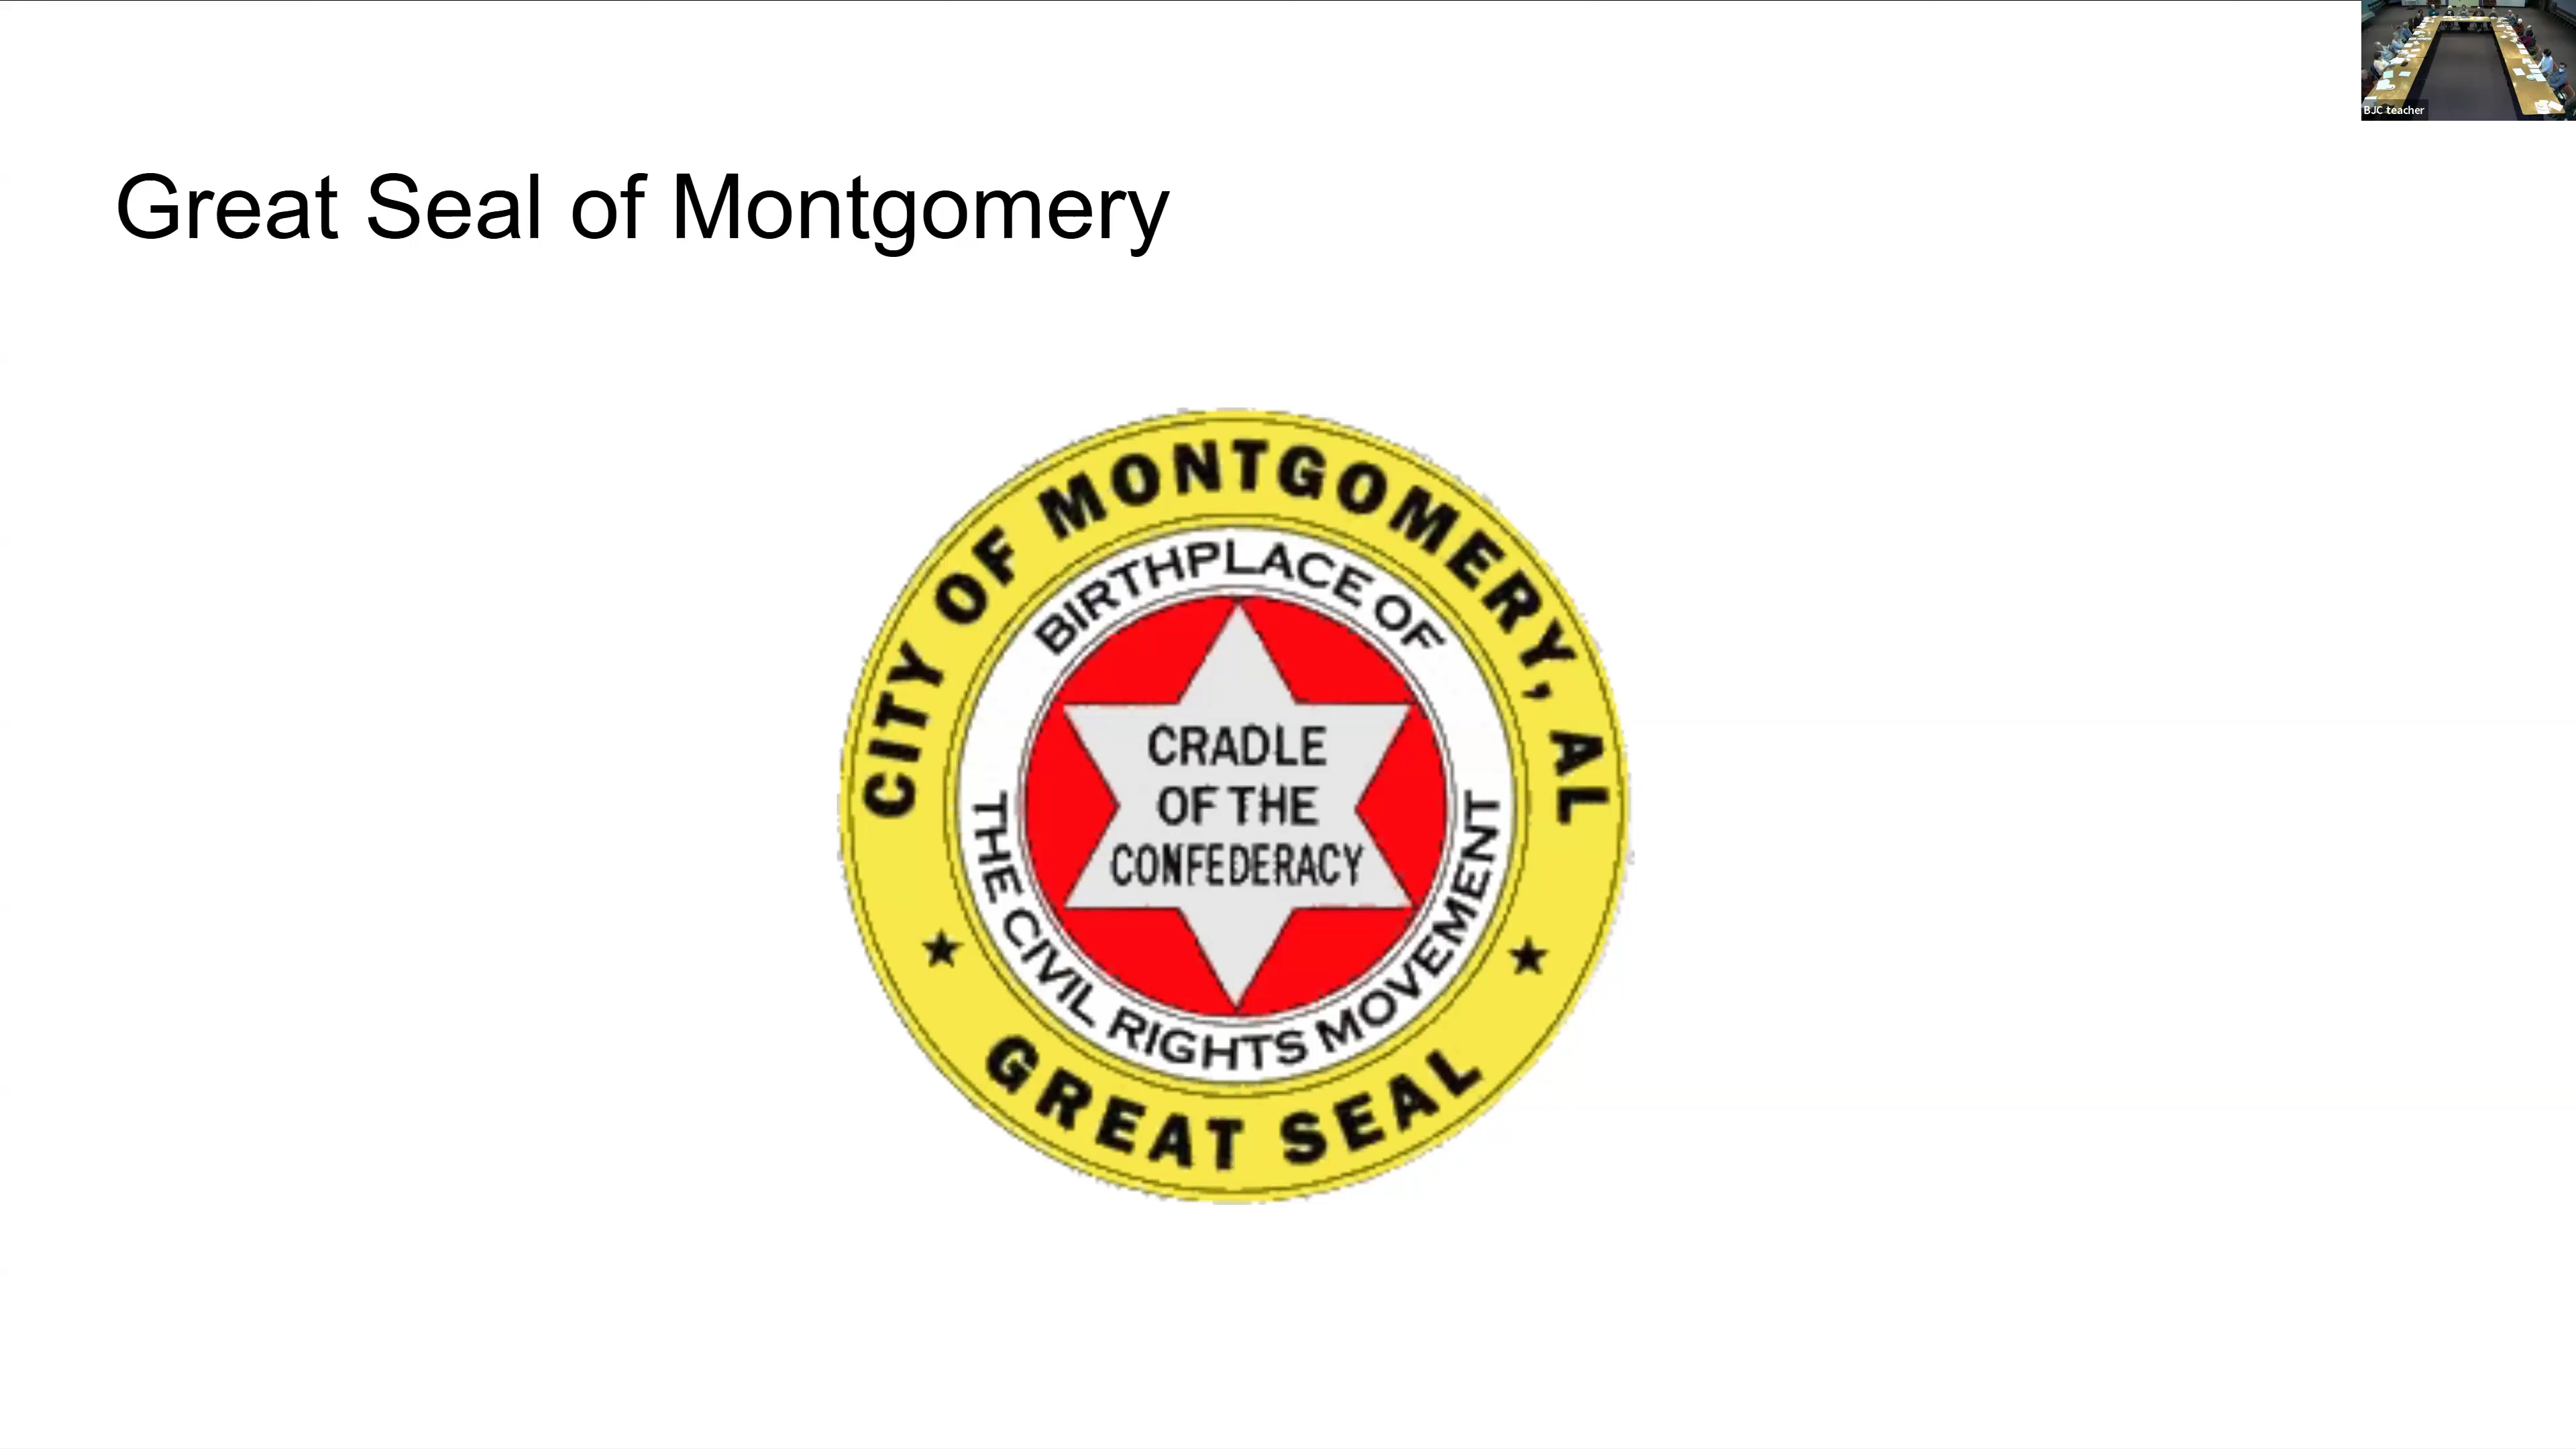 BJC teacher
Great Seal of Montgomery
CITY OF MONTGOMERY, AL
BIRTHPLACE OF
CRADLE
OF THE
CONFEDERACY
THE CIVIL RIGHTS MOVEMENT
GREAT SEAL